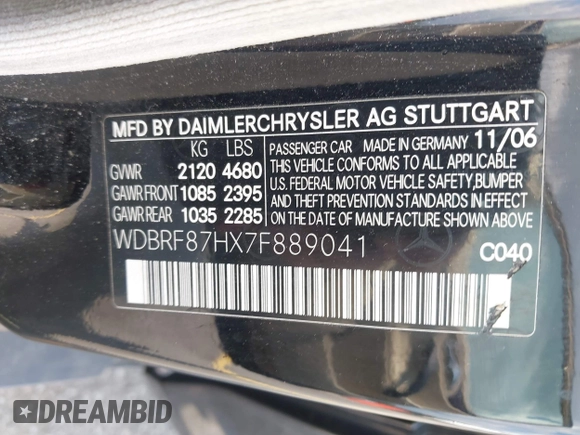 MFD BY DAIMLERCHRYSLER AG STUTTGART
KG LBS PASSENGER CAR MADE IN GERMANY 11/06
GVWR 2120 4680 THIS VEHICLE CONFORMS TO ALL APPLICABLE
GAWR FRONT 1085 2395 U.S. FEDERAL MOTOR VEHICLE SAFETY, BUMPER
GAWR REAR 1035 2285 AND THEFT PREVENTION STANDARDS IN EFFECT
ON THE DATE OF MANUFACTURE SHOWN ABOVE.
WDBRF87HX7F889041 C040
DREAMBID